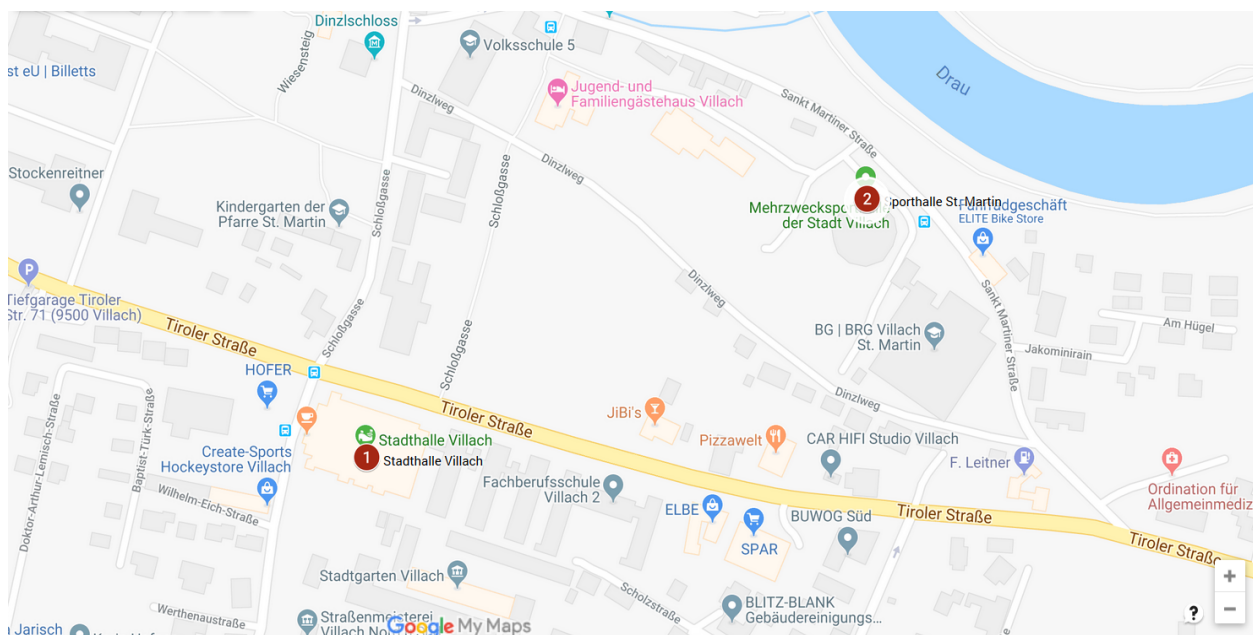 Dinzlschloss
Volksschule 5
st eU | Billetts
Wiesensteig
Jugend- und
Familiengästehaus Villach
Drau
Dinzlweg
Sankt Martiner Straße
Dinzlweg
Stockenreitner
Schloßgasse
Kindergarten der
Pfarre St. Martin
Schloßgasse
2
Sporthalle St. Martin
der Stadt Villach
ELITE Bike Store
Dinzlweg
Sankt Martiner Straße
P
Tiefgarage Tiroler
Str. 71 (9500 Villach)
Tiroler Straße
Schloßgasse
Schloßgasse
BG | BRG Villach
St. Martin
Am Hügel
Jakominirain
HOFER
Dinzlweg
Tiroler Straße
JiBi's
Pizzawelt
CAR HIFI Studio Villach
Stadthalle Villach
1
Stadthalle Villach
Create-Sports
Hockeystore Villach
Doktor-Arthur-Lemisch-Straße
Baptist-Türk-Straße
Wilhelm-Eich-Straße
Fachberufsschule
Villach 2
F. Leitner
Ordination für
Allgemeinmediz
ELBE
SPAR
BUWOG Süd
Tiroler Straße
Tiroler Straße
Stadtgarten Villach
Scholzstraße
Werthenaustraße
Straßenmeisterei
BLITZ-BLANK
Gebäudereinigungs...
Jarisch
Google My Maps
+
?
−